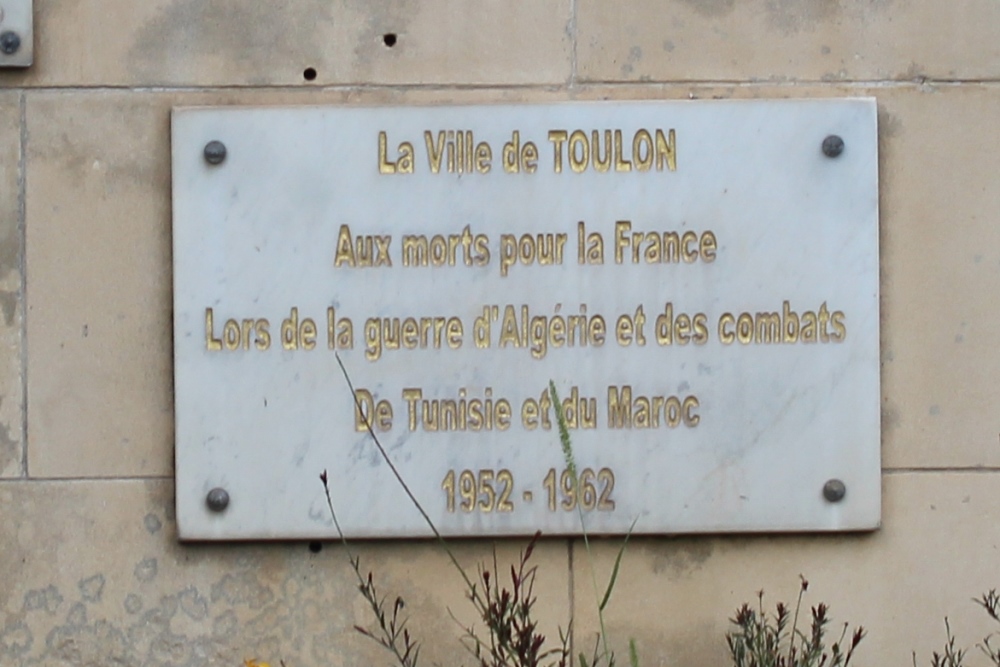 La Ville de TOULON
Aux morts pour la France
Lors de la guerre d'Algérie et des combats
De Tunisie et du Maroc
1952 - 1962